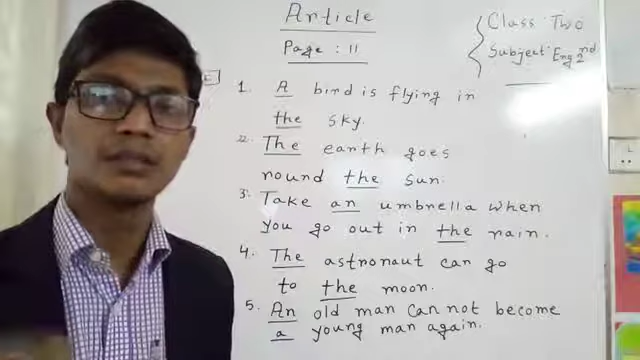 Article
Page : 11
Class : Two
Subject : Eng 2nd
1. A bird is flying in
the sky.
2. The earth goes
round the sun.
3. Take an umbrella when
you go out in the rain.
4. The astronaut can go
to the moon.
5. An old man can not become
a young man again.